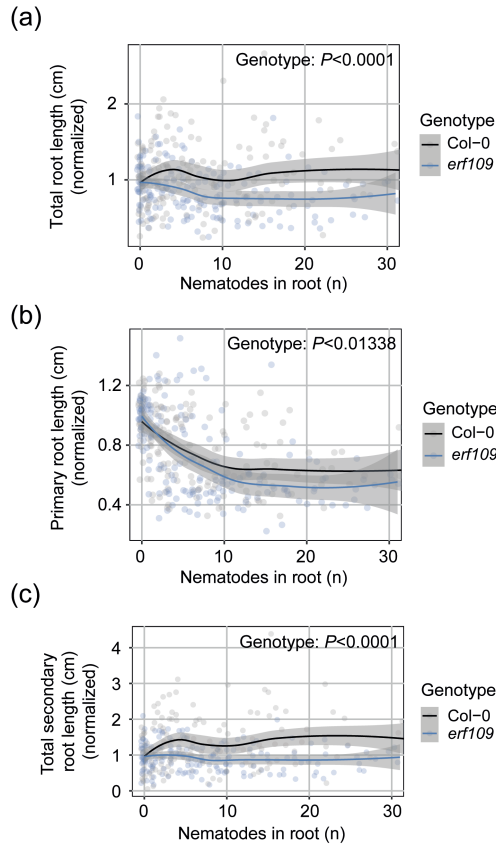 (a)
Genotype: P<0.0001
Total root length (cm)
(normalized)
2
1
0
10
20
30
Nematodes in root (n)
Genotype
Col−0
erf109
(b)
Genotype: P<0.01338
Primary root length (cm)
(normalized)
1.2
0.8
0.4
0
10
20
30
Nematodes in root (n)
Genotype
Col−0
erf109
(c)
Genotype: P<0.0001
Total secondary
root length (cm)
(normalized)
4
3
2
1
0
0
10
20
30
Nematodes in root (n)
Genotype
Col−0
erf109